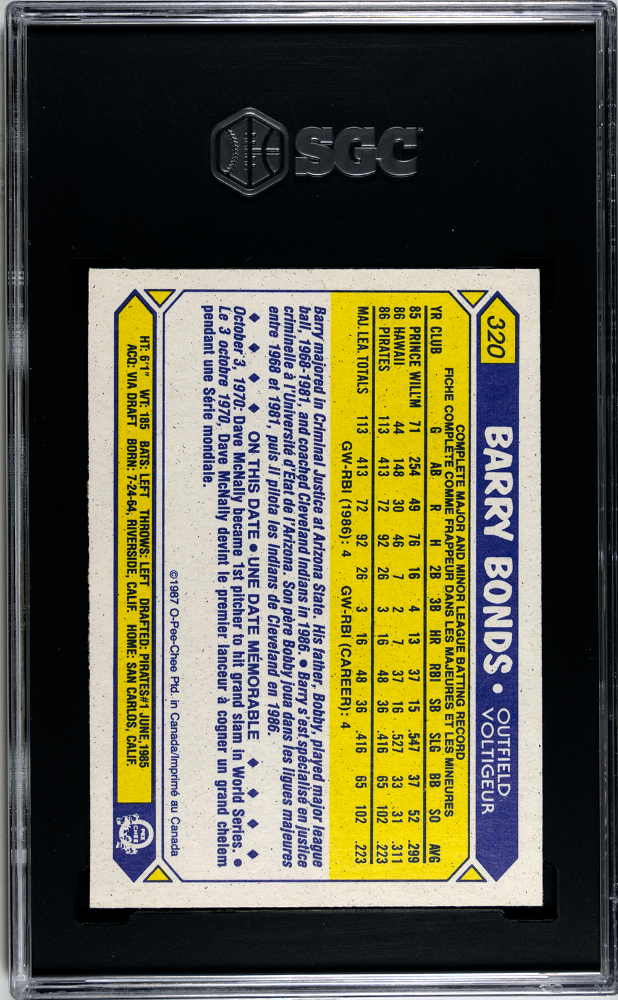 SGC
320
BARRY BONDS • OUTFIELD
VOLTIGEUR
COMPLETE MAJOR AND MINOR LEAGUE BATTING RECORD
FICHE COMPLÈTE COMME FRAPPEUR DANS LES MAJEURES ET LES MINEURES
YR CLUB G AB R H 2B 3B HR RBI SB SLG BB SO AVG
85 PRINCE WILL'M 71 254 49 76 16 4 13 37 15 .547 37 52 .299
86 HAWAII 44 148 30 46 7 2 7 37 16 .527 33 31 .311
86 PIRATES 113 413 72 92 26 3 16 48 36 .416 65 102 .223
MAJ. LEA. TOTALS 113 413 72 92 26 3 16 48 36 .416 65 102 .223
GW-RBI (1986): 4 GW-RBI (CAREER): 4
Barry majored in Criminal Justice at Arizona State. His father, Bobby, played major league
ball, 1968-1981, and coached Cleveland Indians in 1986. • Barry s'est spécialisé en justice
criminelle à l'Université d'État de l'Arizona. Son père Bobby joua dans les ligues majeures
entre 1968 et 1981, puis il pilota les Indians de Cleveland en 1986.
◆ ◆ ◆ ◆ ON THIS DATE • UNE DATE MÉMORABLE ◆ ◆ ◆ ◆
October 3, 1970: Dave McNally became 1st pitcher to hit grand slam in World Series. •
Le 3 octobre 1970, Dave McNally devint le premier lanceur à cogner un grand chelem
pendant une Série mondiale.
©1987 O-Pee-Chee Ptd. in Canada/Imprimé au Canada
HT: 6'1" WT: 185 BATS: LEFT THROWS: LEFT DRAFTED: PIRATES#1 JUNE, 1985
ACQ: VIA DRAFT BORN: 7-24-64, RIVERSIDE, CALIF. HOME: SAN CARLOS, CALIF.
O
PEE
CHEE